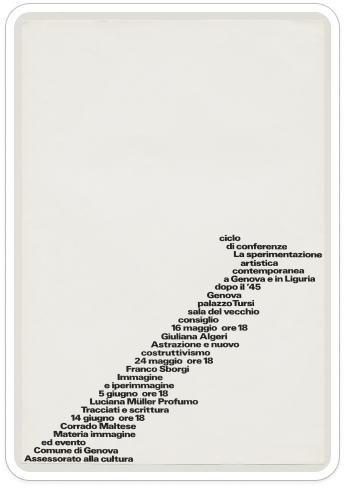 ciclo
di conferenze
La sperimentazione
artistica
contemporanea
a Genova e in Liguria
dopo il '45
Genova
palazzoTursi
sala del vecchio
consiglio
16 maggio ore 18
Giuliana Algeri
Astrazione e nuovo
costruttivismo
24 maggio ore 18
Franco Sborgi
Immagine
e iperimmagine
5 giugno ore 18
Luciana Müller Profumo
Tracciati e scrittura
14 giugno ore 18
Corrado Maltese
Materia immagine
ed evento
Comune di Genova
Assessorato alla cultura